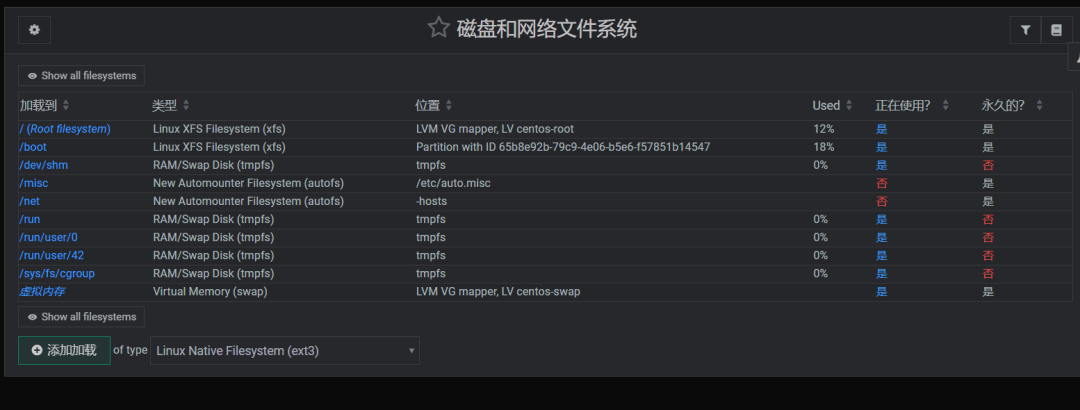 磁盘和网络文件系统
Show all filesystems
加载到 类型 位置 Used 正在使用? 永久的?
/ (Root filesystem) Linux XFS Filesystem (xfs) LVM VG mapper, LV centos-root 12% 是 是
/boot Linux XFS Filesystem (xfs) Partition with ID 65b8e92b-79c9-4e06-b5e6-f57851b14547 18% 是 是
/dev/shm RAM/Swap Disk (tmpfs) tmpfs 0% 是 否
/misc New Automounter Filesystem (autofs) /etc/auto.misc 否 是
/net New Automounter Filesystem (autofs) -hosts 否 是
/run RAM/Swap Disk (tmpfs) tmpfs 0% 是 否
/run/user/0 RAM/Swap Disk (tmpfs) tmpfs 0% 是 否
/run/user/42 RAM/Swap Disk (tmpfs) tmpfs 0% 是 否
/sys/fs/cgroup RAM/Swap Disk (tmpfs) tmpfs 0% 是 否
虚拟内存 Virtual Memory (swap) LVM VG mapper, LV centos-swap 是 是
Show all filesystems
添加加载 of type Linux Native Filesystem (ext3)